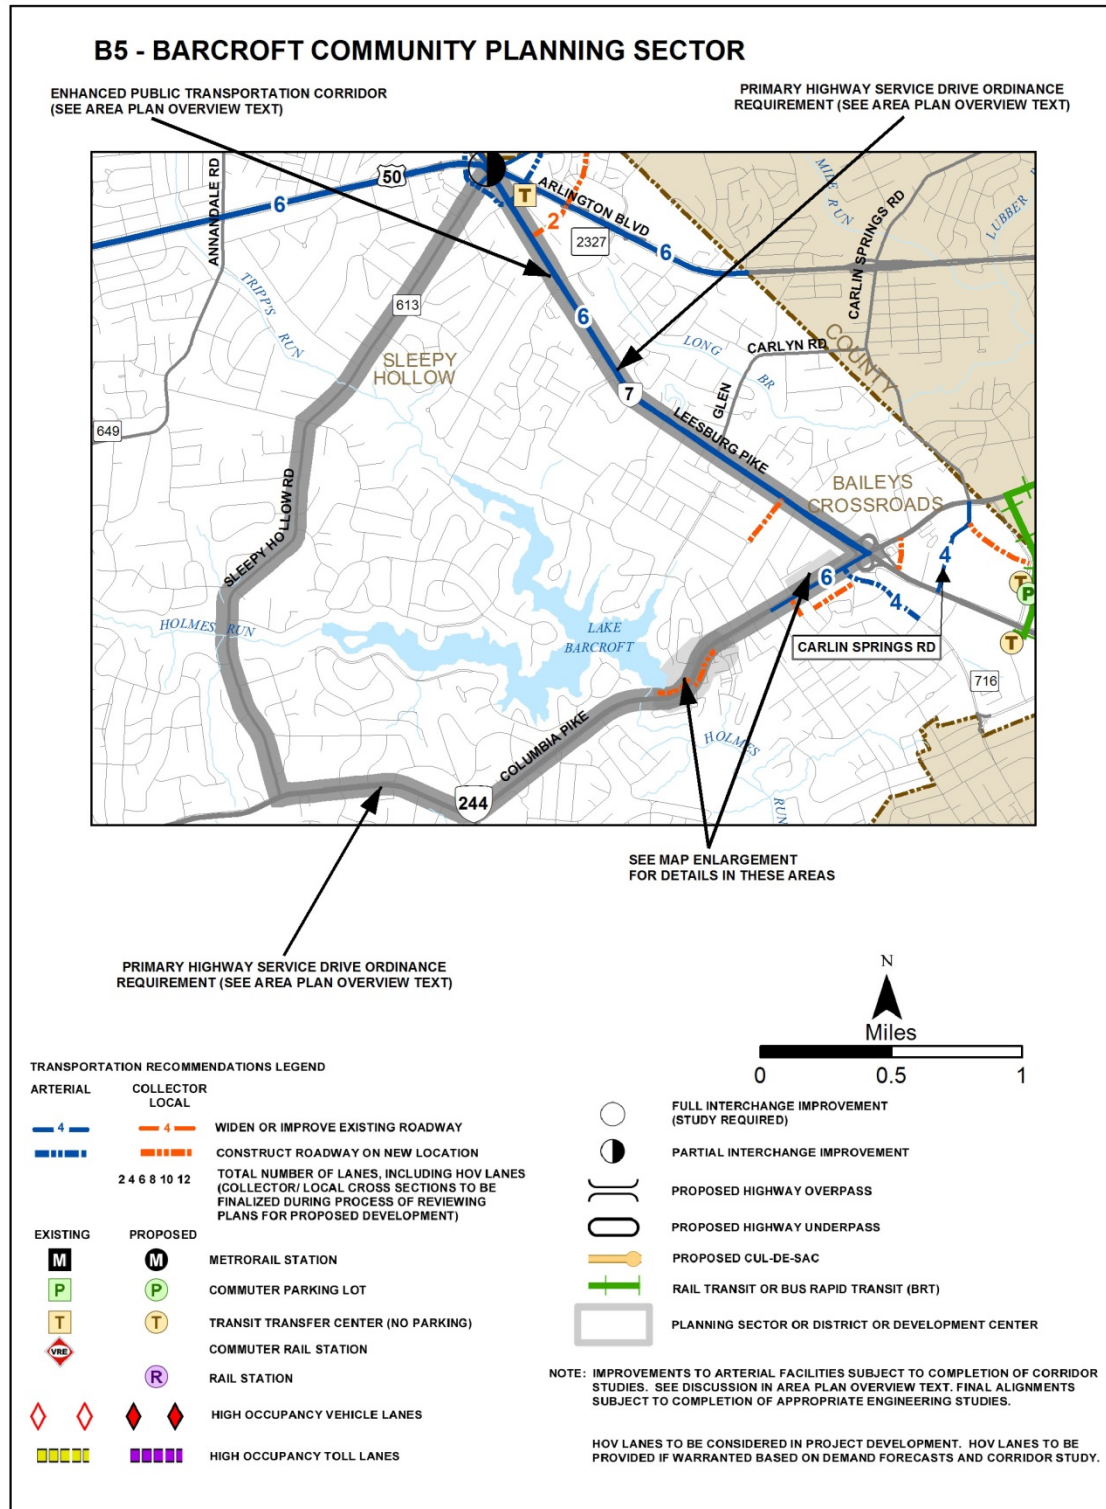 B5 - BARCROFT COMMUNITY PLANNING SECTOR
ENHANCED PUBLIC TRANSPORTATION CORRIDOR
(SEE AREA PLAN OVERVIEW TEXT)
PRIMARY HIGHWAY SERVICE DRIVE ORDINANCE
REQUIREMENT (SEE AREA PLAN OVERVIEW TEXT)
ANNANDALE RD
50
6
T
ARLINGTON BLVD
2
2327
6
MILE RUN
LUBBER
CARLIN SPRINGS RD
613
TRIPP'S RUN
SLEEPY
HOLLOW
6
LONG
BR
CARLYN RD
GLEN
COUNTY
7
LEESBURG PIKE
649
BAILEYS
CROSSROADS
SLEEPY HOLLOW RD
6
4
4
T
P
T
HOLMES RUN
LAKE
BARCROFT
CARLIN SPRINGS RD
716
COLUMBIA PIKE
HOLMES
RUN
244
SEE MAP ENLARGEMENT
FOR DETAILS IN THESE AREAS
PRIMARY HIGHWAY SERVICE DRIVE ORDINANCE
REQUIREMENT (SEE AREA PLAN OVERVIEW TEXT)
N
Miles
0 0.5 1
TRANSPORTATION RECOMMENDATIONS LEGEND
ARTERIAL COLLECTOR
LOCAL
4 4 WIDEN OR IMPROVE EXISTING ROADWAY
CONSTRUCT ROADWAY ON NEW LOCATION
2 4 6 8 10 12 TOTAL NUMBER OF LANES, INCLUDING HOV LANES
(COLLECTOR/ LOCAL CROSS SECTIONS TO BE
FINALIZED DURING PROCESS OF REVIEWING
PLANS FOR PROPOSED DEVELOPMENT)
EXISTING PROPOSED
M M METRORAIL STATION
P P COMMUTER PARKING LOT
T T TRANSIT TRANSFER CENTER (NO PARKING)
VRE COMMUTER RAIL STATION
R RAIL STATION
HIGH OCCUPANCY VEHICLE LANES
HIGH OCCUPANCY TOLL LANES
FULL INTERCHANGE IMPROVEMENT
(STUDY REQUIRED)
PARTIAL INTERCHANGE IMPROVEMENT
PROPOSED HIGHWAY OVERPASS
PROPOSED HIGHWAY UNDERPASS
PROPOSED CUL-DE-SAC
RAIL TRANSIT OR BUS RAPID TRANSIT (BRT)
PLANNING SECTOR OR DISTRICT OR DEVELOPMENT CENTER
NOTE: IMPROVEMENTS TO ARTERIAL FACILITIES SUBJECT TO COMPLETION OF CORRIDOR
STUDIES. SEE DISCUSSION IN AREA PLAN OVERVIEW TEXT. FINAL ALIGNMENTS
SUBJECT TO COMPLETION OF APPROPRIATE ENGINEERING STUDIES.
HOV LANES TO BE CONSIDERED IN PROJECT DEVELOPMENT. HOV LANES TO BE
PROVIDED IF WARRANTED BASED ON DEMAND FORECASTS AND CORRIDOR STUDY.